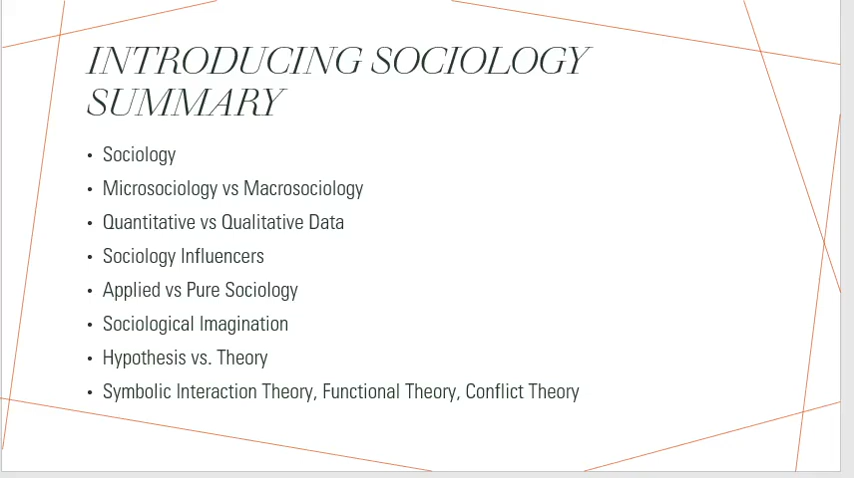 INTRODUCING SOCIOLOGY
SUMMARY
• Sociology
• Microsociology vs Macrosociology
• Quantitative vs Qualitative Data
• Sociology Influencers
• Applied vs Pure Sociology
• Sociological Imagination
• Hypothesis vs. Theory
• Symbolic Interaction Theory, Functional Theory, Conflict Theory